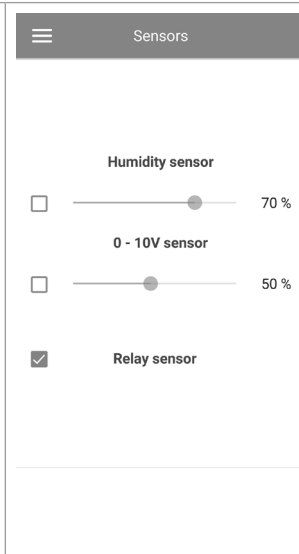 Sensors
Humidity sensor
70 %
0 - 10V sensor
50 %
Relay sensor